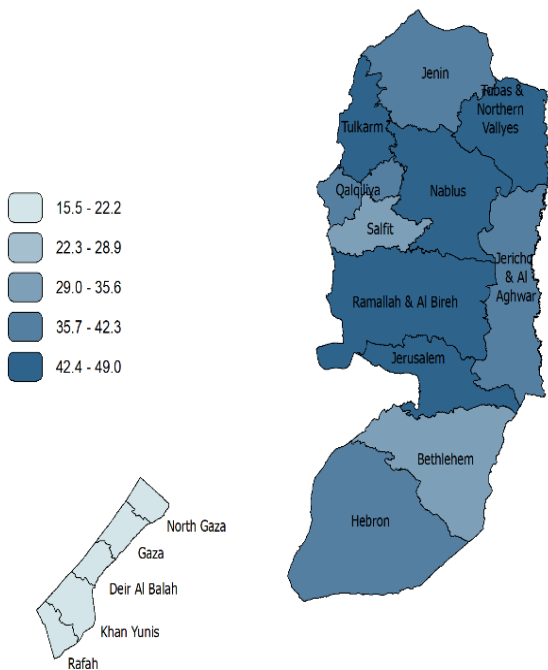 Jenin
Tubas &
Northern
Vallyes
Tulkarm
Qalqiliya
Nablus
Salfit
Jericho
& Al
Aghwar
Ramallah & Al Bireh
Jerusalem
Bethlehem
Hebron
15.5 - 22.2
22.3 - 28.9
29.0 - 35.6
35.7 - 42.3
42.4 - 49.0
North Gaza
Gaza
Deir Al Balah
Khan Yunis
Rafah